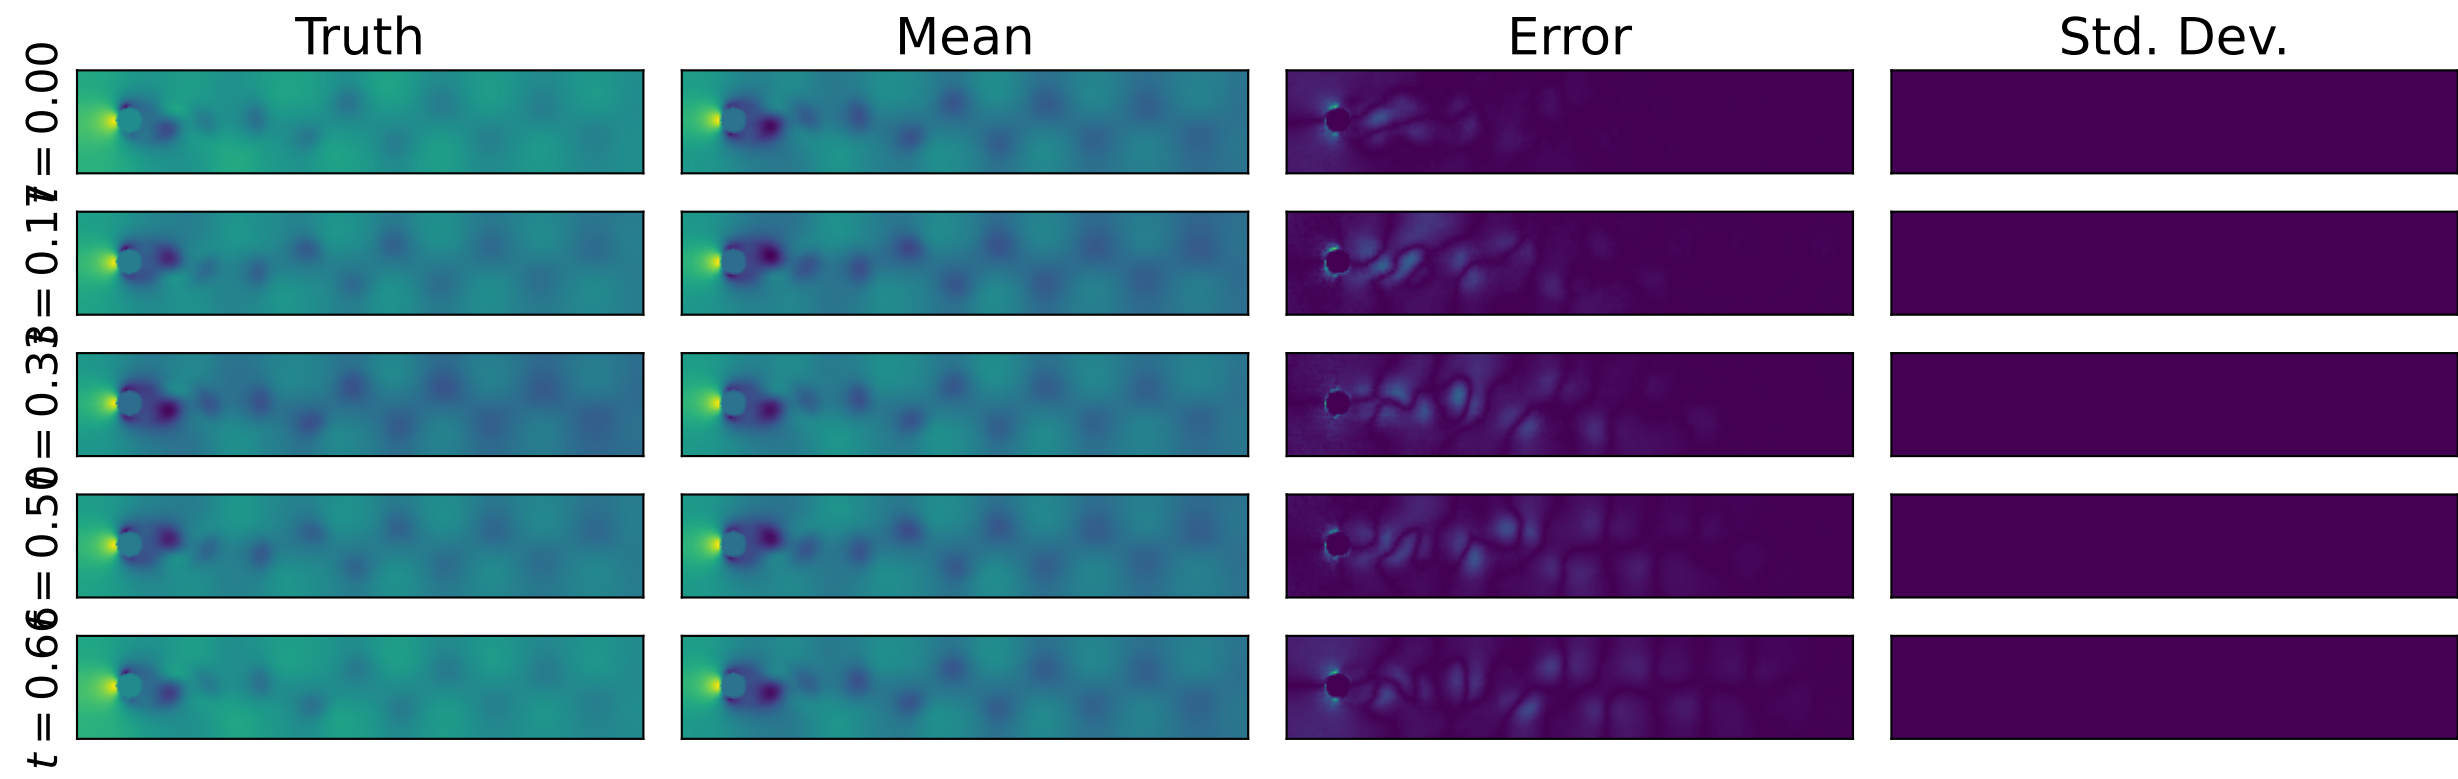 Truth Mean Error Std. Dev.
t = 0.00
t = 0.17
t = 0.33
t = 0.50
t = 0.66